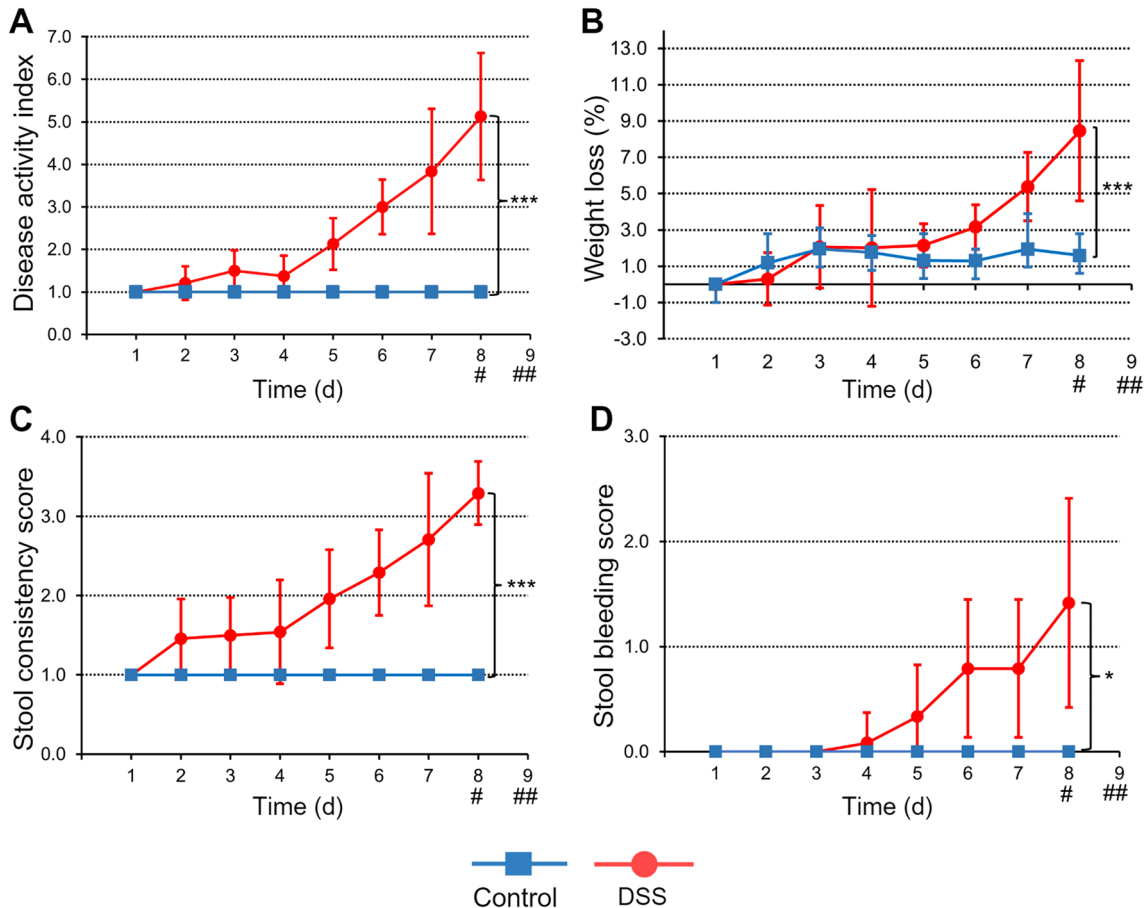 A
Disease activity index
7.0
6.0
5.0
4.0
3.0
2.0
1.0
0.0
***
1 2 3 4 5 6 7 8 9
# ##
Time (d)
B
Weight loss (%)
13.0
11.0
9.0
7.0
5.0
3.0
1.0
-1.0
-3.0
***
1 2 3 4 5 6 7 8 9
# ##
Time (d)
C
Stool consistency score
4.0
3.0
2.0
1.0
0.0
***
1 2 3 4 5 6 7 8 9
# ##
Time (d)
D
Stool bleeding score
3.0
2.0
1.0
0.0
*
1 2 3 4 5 6 7 8 9
# ##
Time (d)
Control DSS